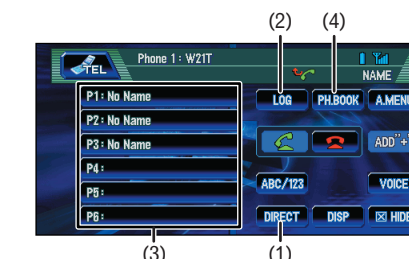 (2) (4)
TEL Phone 1 : W21T
NAME
P1 : No Name LOG PH.BOOK A.MENU
P2 : No Name
P3 : No Name ADD"+"
P4 :
P5 : ABC/123 VOICE
P6 : DIRECT DISP HIDE
(3) (1)